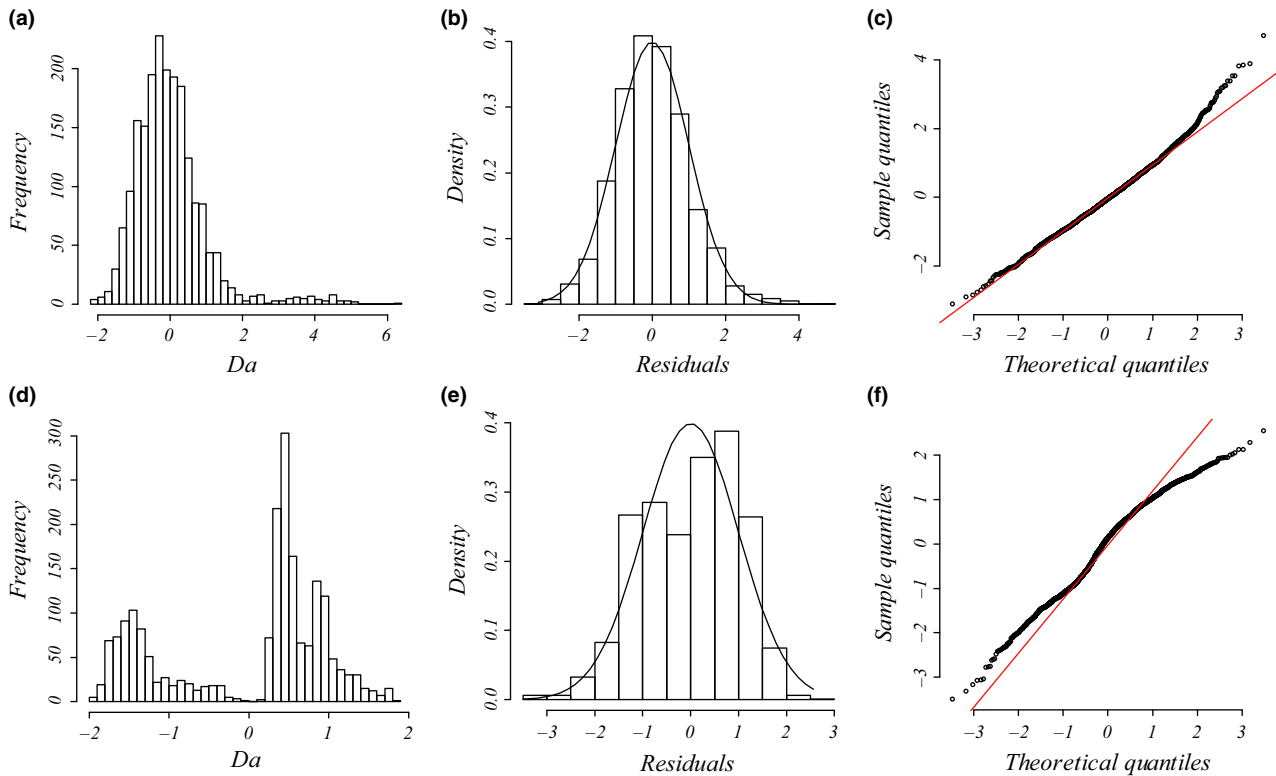 (a)
Frequency
200
150
100
50
0
−2 0 2 4 6
Da
(b)
Density
0.4
0.3
0.2
0.1
0.0
−2 0 2 4
Residuals
(c)
Sample quantiles
4
2
0
−2
−3 −2 −1 0 1 2 3
Theoretical quantiles
(d)
Frequency
300
250
200
150
100
50
0
−2 −1 0 1 2
Da
(e)
Density
0.4
0.3
0.2
0.1
0.0
−3 −2 −1 0 1 2 3
Residuals
(f)
Sample quantiles
2
1
0
−1
−2
−3
−3 −2 −1 0 1 2 3
Theoretical quantiles